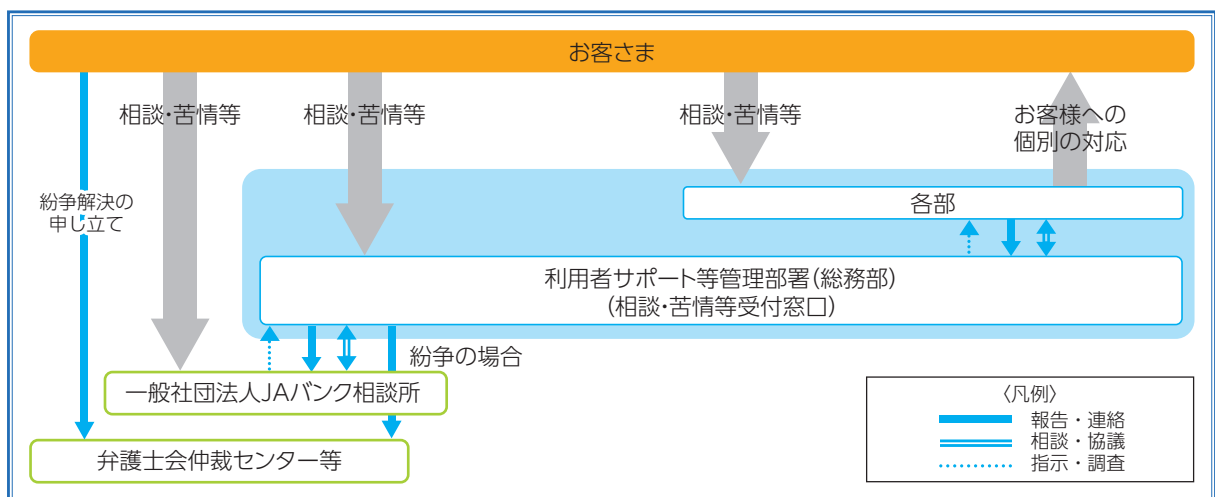 お客さま
相談・苦情等
相談・苦情等
相談・苦情等
お客様への
個別の対応
紛争解決の
申し立て
各部
利用者サポート等管理部署(総務部)
(相談・苦情等受付窓口)
紛争の場合
一般社団法人JAバンク相談所
弁護士会仲裁センター等
〈凡例〉
報告・連絡
相談・協議
指示・調査